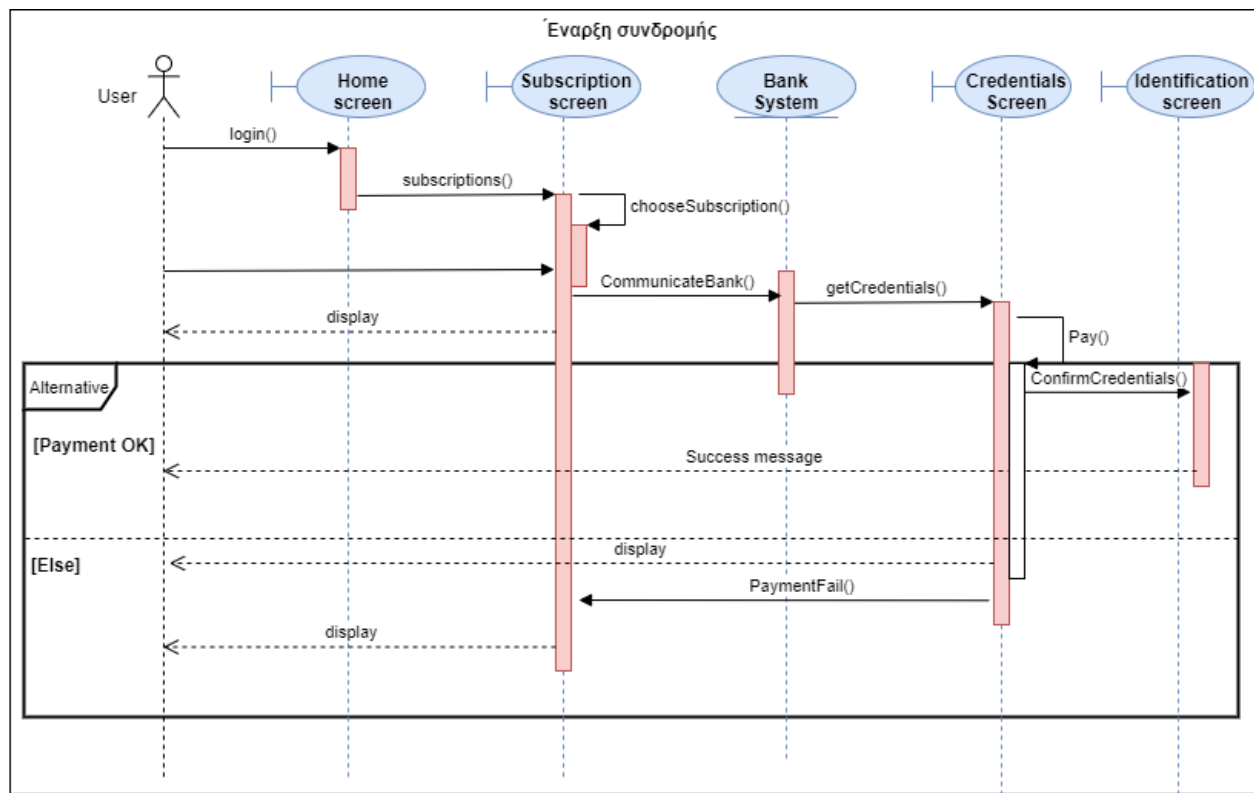 Έναρξη συνδρομής
User
Home
screen
Subscription
screen
Bank
System
Credentials
Screen
Identification
screen
login()
subscriptions()
chooseSubscription()
CommunicateBank()
getCredentials()
display
Pay()
Alternative
ConfirmCredentials()
[Payment OK]
Success message
[Else]
display
PaymentFail()
display